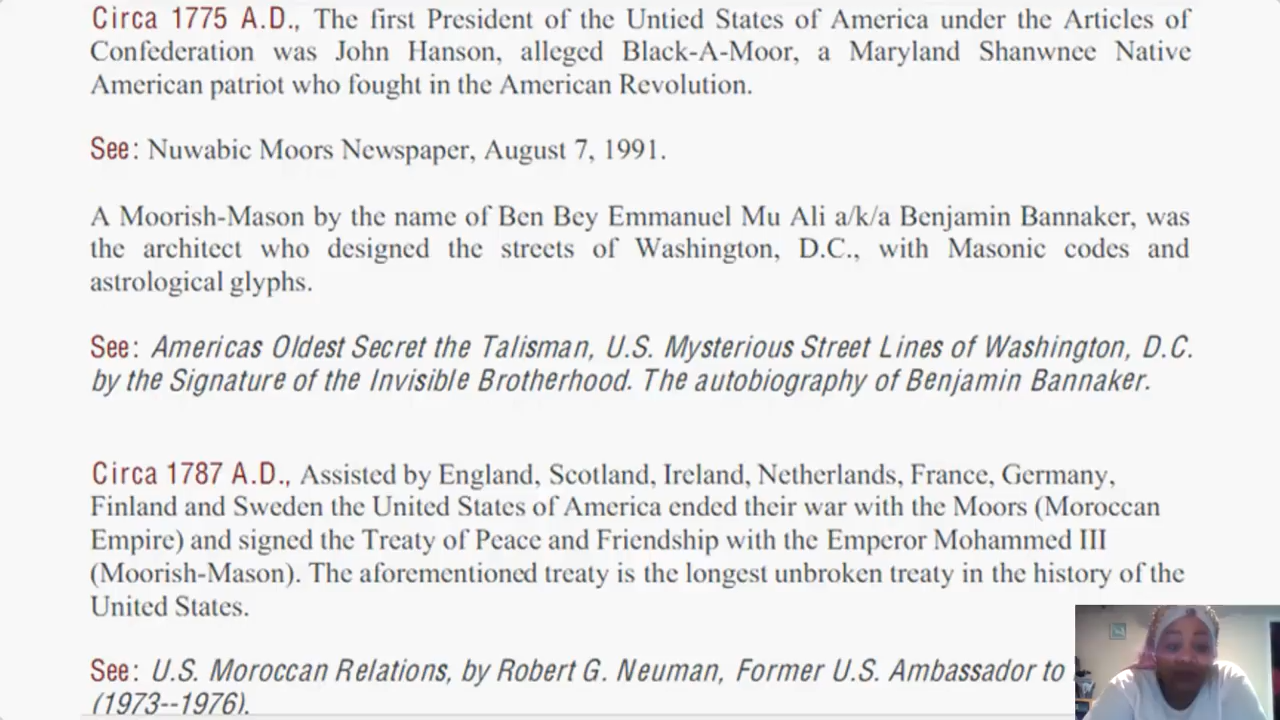 Circa 1775 A.D., The first President of the Untied States of America under the Articles of
Confederation was John Hanson, alleged Black-A-Moor, a Maryland Shanwnee Native
American patriot who fought in the American Revolution.
See: Nuwabic Moors Newspaper, August 7, 1991.
A Moorish-Mason by the name of Ben Bey Emmanuel Mu Ali a/k/a Benjamin Bannaker, was
the architect who designed the streets of Washington, D.C., with Masonic codes and
astrological glyphs.
See: Americas Oldest Secret the Talisman, U.S. Mysterious Street Lines of Washington, D.C.
by the Signature of the Invisible Brotherhood. The autobiography of Benjamin Bannaker.
Circa 1787 A.D., Assisted by England, Scotland, Ireland, Netherlands, France, Germany,
Finland and Sweden the United States of America ended their war with the Moors (Moroccan
Empire) and signed the Treaty of Peace and Friendship with the Emperor Mohammed III
(Moorish-Mason). The aforementioned treaty is the longest unbroken treaty in the history of the
United States.
See: U.S. Moroccan Relations, by Robert G. Neuman, Former U.S. Ambassador to
(1973--1976).